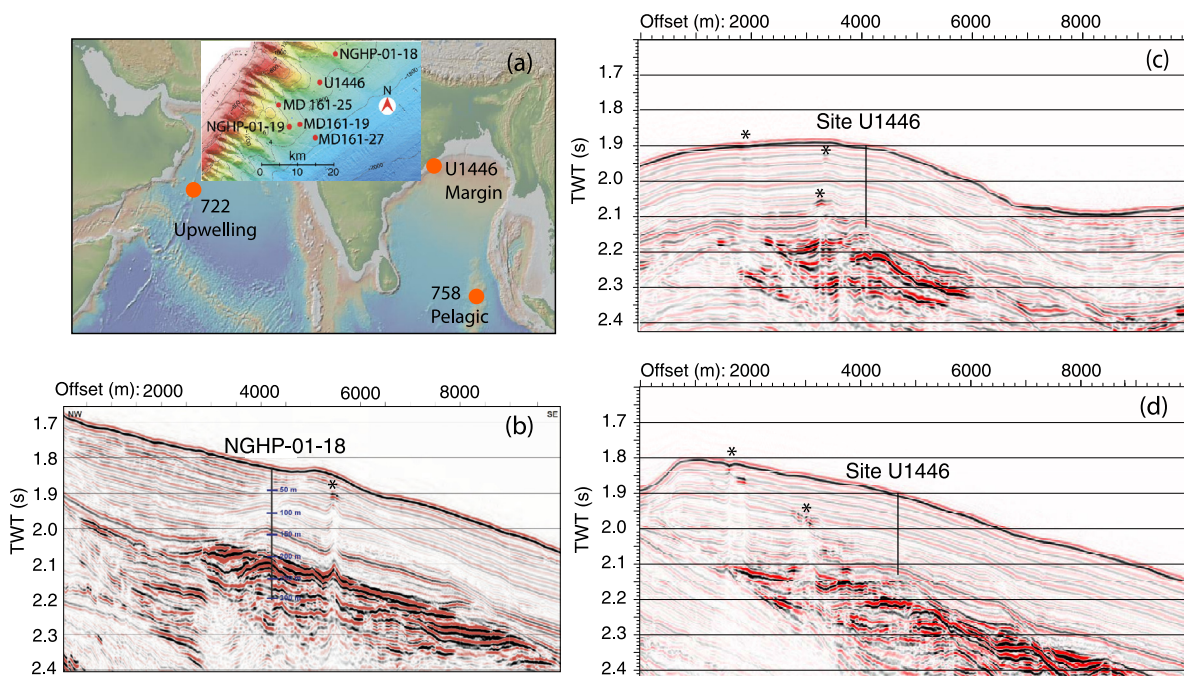 (a)
NGHP-01-18
U1446
N
MD 161-25
NGHP-01-19
MD161-19
MD161-27
km
0 10 20
722
Upwelling
U1446
Margin
758
Pelagic
Offset (m): 2000 4000 6000 8000
(c)
Site U1446
*
*
*
TWT (s)
1.7
1.8
1.9
2.0
2.1
2.2
2.3
2.4
Offset (m): 2000 4000 6000 8000
NW SE
(b)
NGHP-01-18
*
50 m
100 m
TWT (s)
1.7
1.8
1.9
2.0
2.1
2.2
2.3
2.4
Offset (m): 2000 4000 6000 8000
(d)
*
Site U1446
*
TWT (s)
1.7
1.8
1.9
2.0
2.1
2.2
2.3
2.4